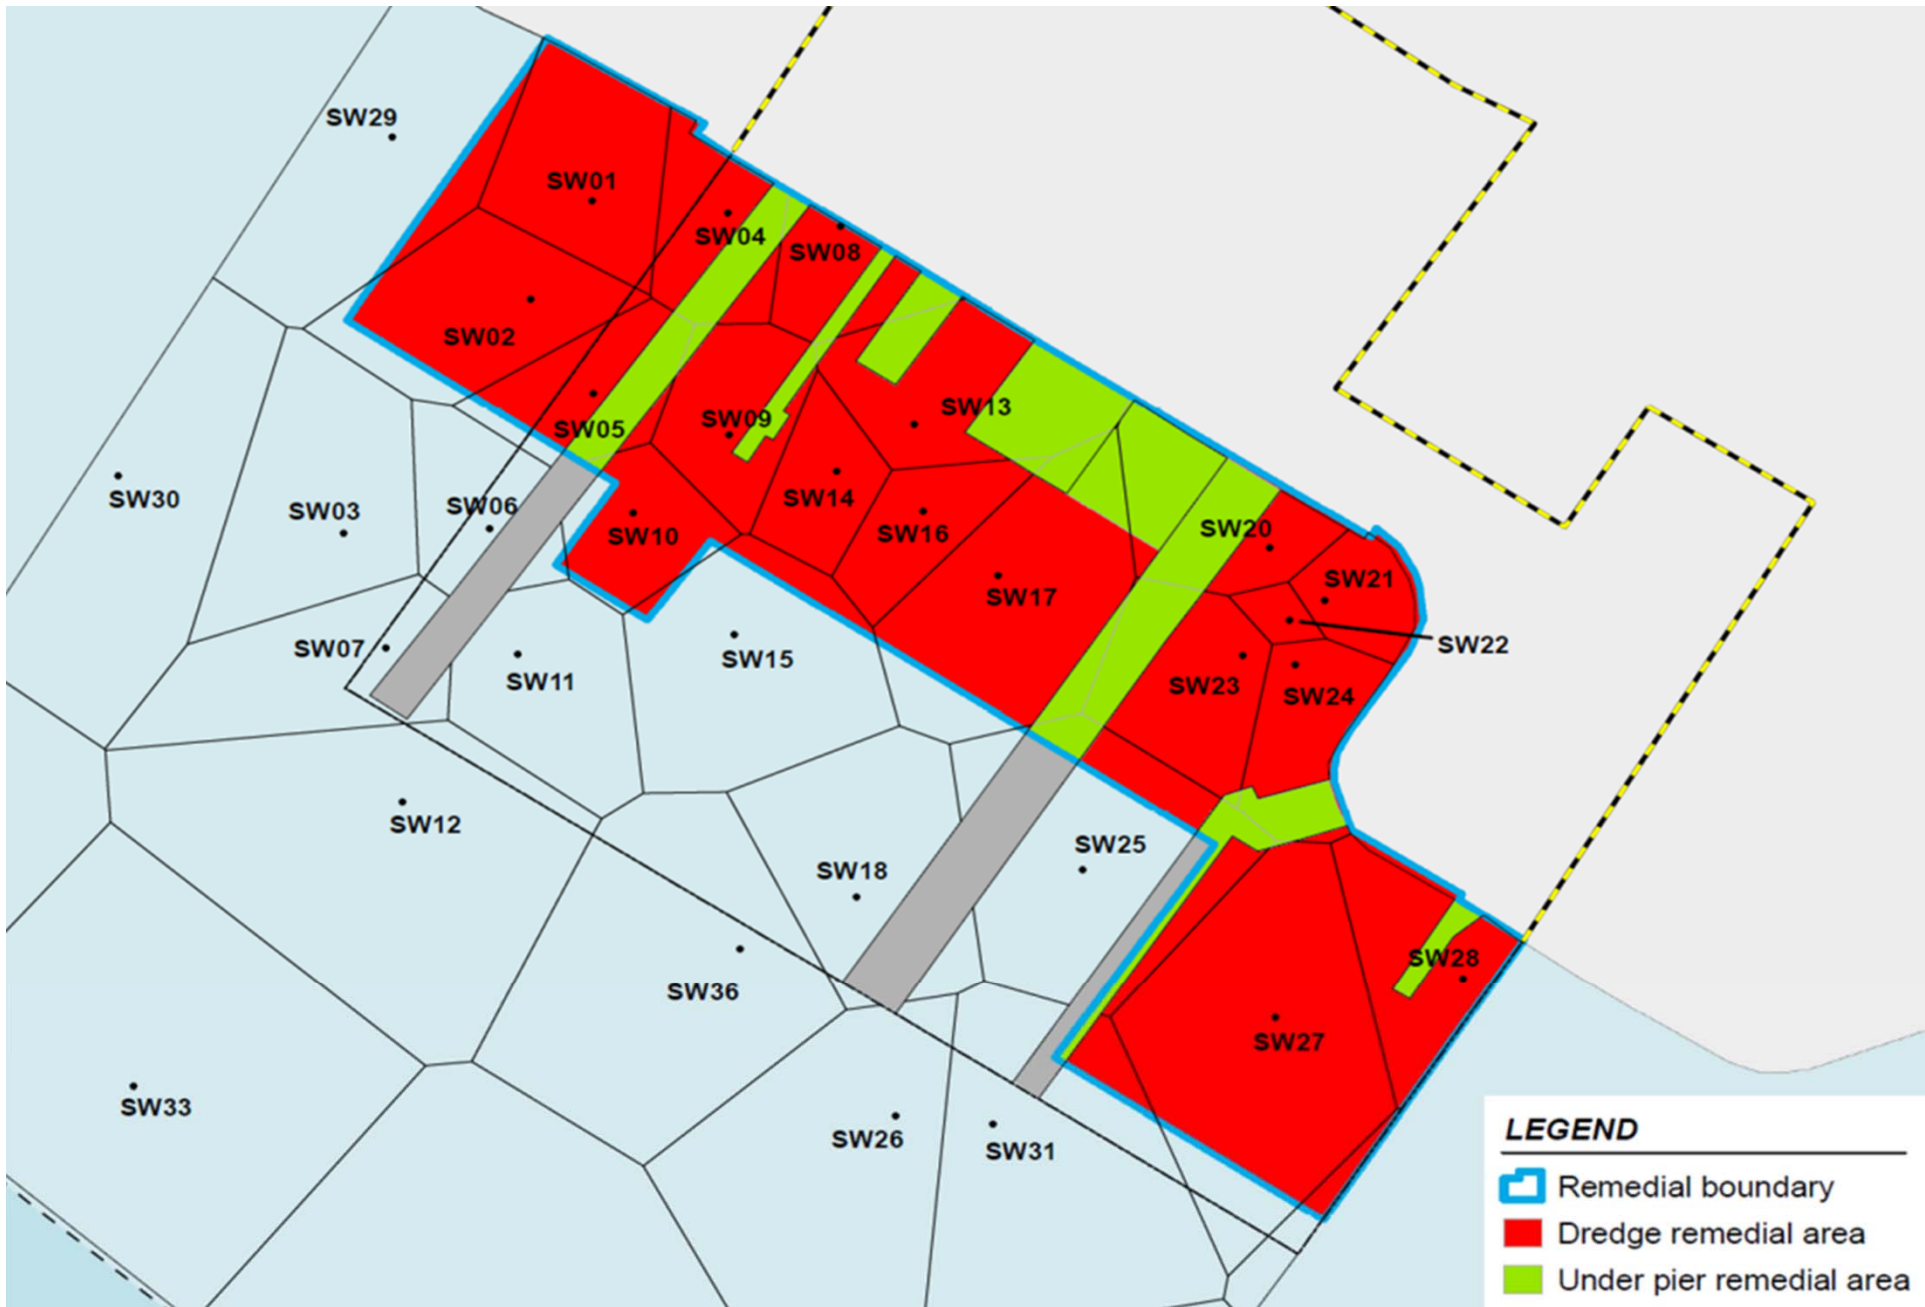 SW29
SW01
SW04
SW08
SW02
SW13
SW09
SW05
SW30
SW03
SW06
SW14
SW10
SW16
SW20
SW21
SW17
SW22
SW07
SW11
SW15
SW23
SW24
SW12
SW25
SW18
SW28
SW36
SW27
SW33
SW26
SW31
LEGEND
Remedial boundary
Dredge remedial area
Under pier remedial area